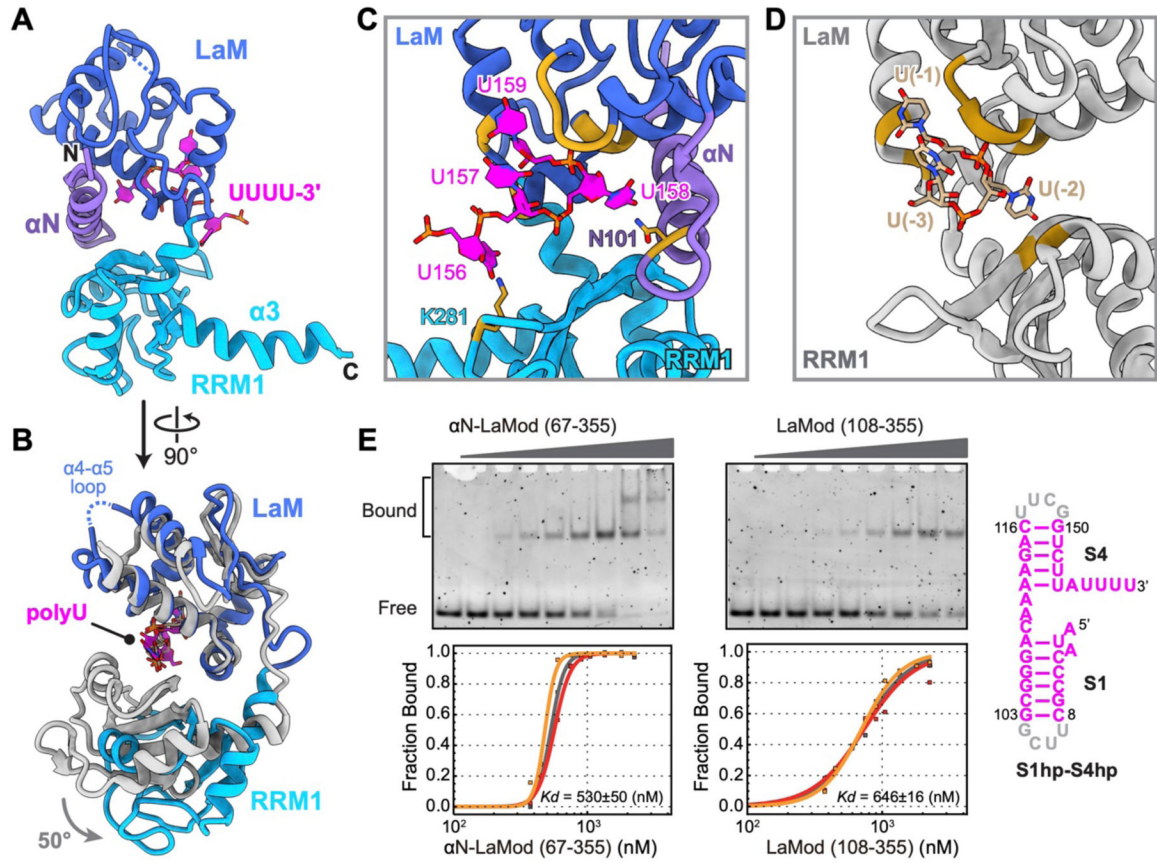 A
LaM
N
αN
UUUU-3'
α3
RRM1
C
90°
B
α4-α5
loop
LaM
polyU
RRM1
50°
C
LaM
U159
αN
U157
U158
N101
U156
K281
RRM1
D
LaM
U(-1)
U(-2)
U(-3)
RRM1
E
αN-LaMod (67-355)
Bound
Free
Fraction Bound
1.0
0.8
0.6
0.4
0.2
0.0
Kd = 530±50 (nM)
10²
10³
αN-LaMod (67-355) (nM)
LaMod (108-355)
Fraction Bound
1.0
0.8
0.6
0.4
0.2
0.0
Kd = 646±16 (nM)
10²
10³
LaMod (108-355) (nM)
U U C
U G
116 C – G 150
A – U
G – C S4
A – U
A – U A U U U U 3'
A
A
C A 5'
A – U A
G – C
G – C S1
C – G
103 G – C 8
G U
C U
S1hp-S4hp